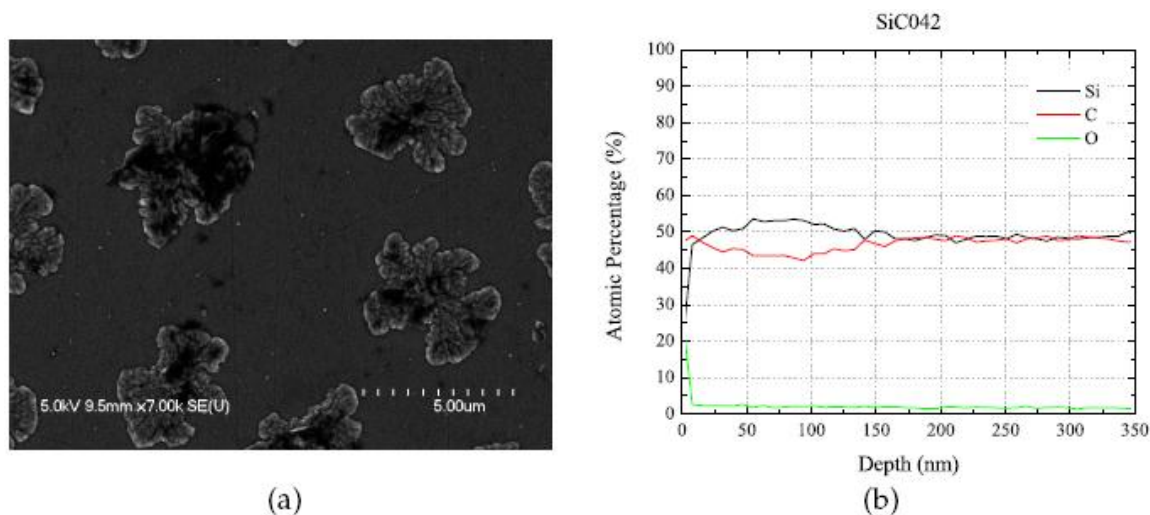 5.0kV 9.5mm x7.00k SE(U)
5.00um
(a)
SiC042
Atomic Percentage (%)
100
90
80
70
60
50
40
30
20
10
0
Si
C
O
0 50 100 150 200 250 300 350
Depth (nm)
(b)